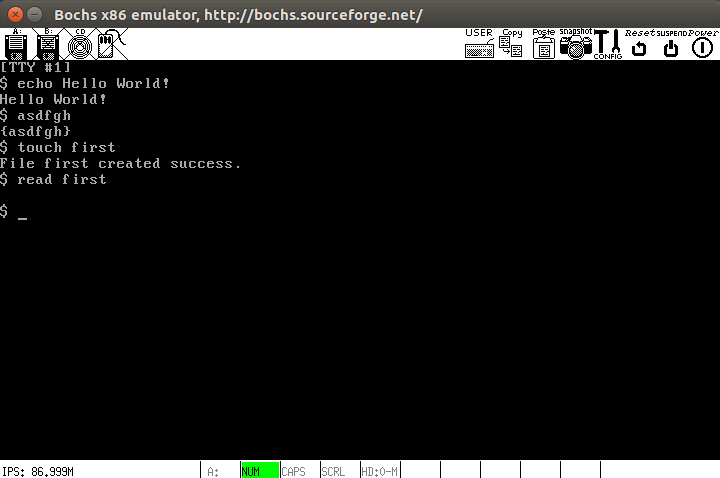 Bochs x86 emulator, http://bochs.sourceforge.net/
A: B: CD USER Copy Paste snapshot CONFIG Reset SUSPEND Power
[TTY #1]
$ echo Hello World!
Hello World!
$ asdfgh
{asdfgh}
$ touch first
File first created success.
$ read first
$ _
IPS: 86.999M A: NUM CAPS SCRL HD:0-M